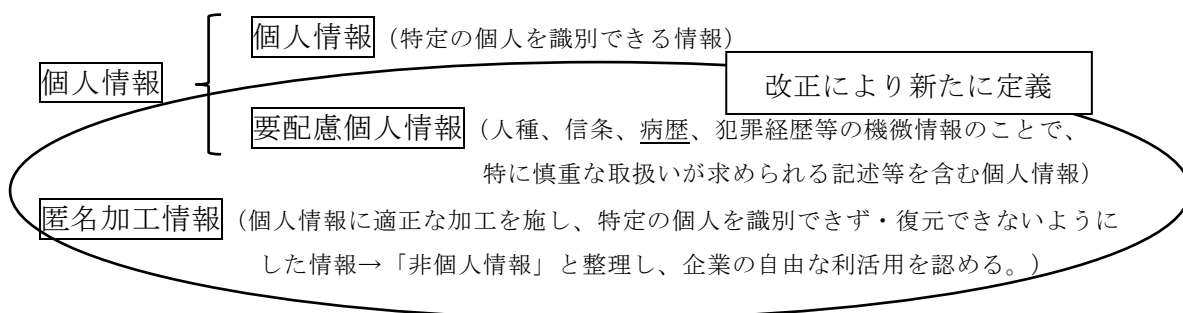 個人情報（特定の個人を識別できる情報）
改正により新たに定義
個人情報
要配慮個人情報（人種、信条、病歴、犯罪経歴等の機微情報のことで、
特に慎重な取扱いが求められる記述等を含む個人情報）
匿名加工情報（個人情報に適正な加工を施し、特定の個人を識別できず・復元できないように
した情報→「非個人情報」と整理し、企業の自由な利活用を認める。）